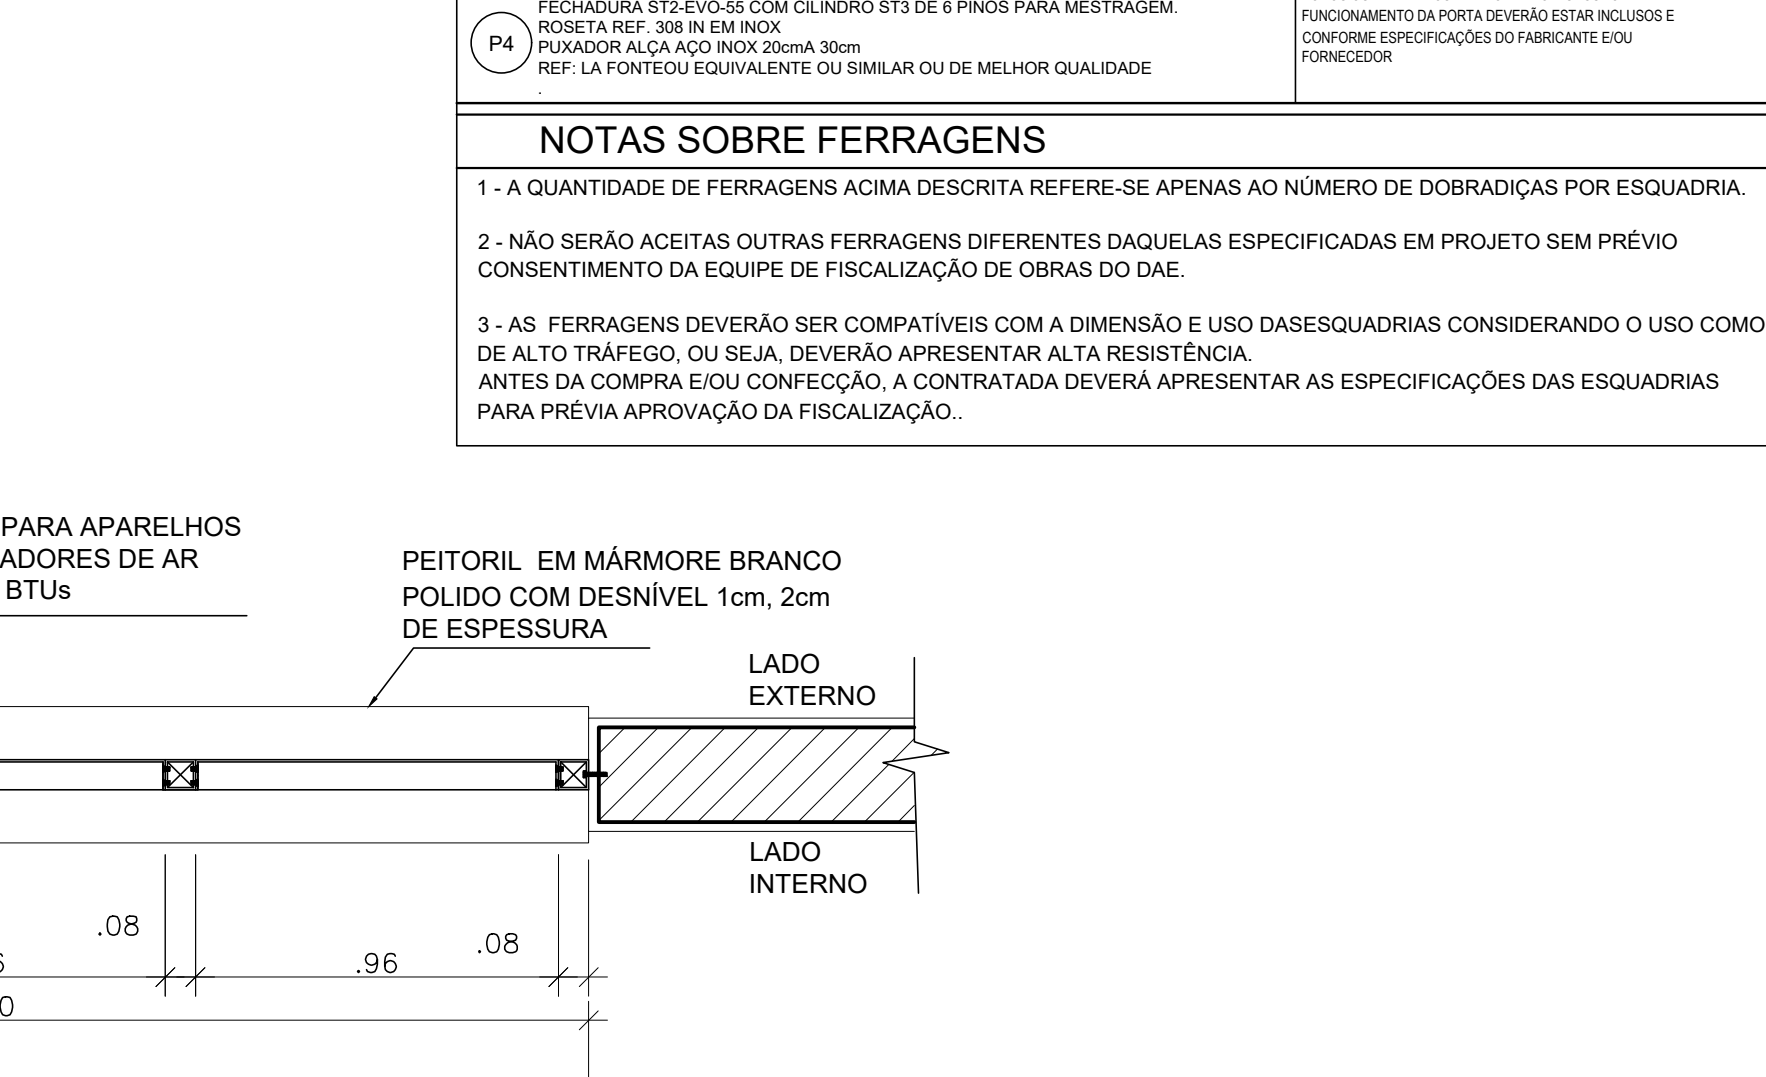 FECHADURA ST2-EVO-55 COM CILINDRO ST3 DE 6 PINOS PARA MESTRAGEM.
ROSETA REF. 308 IN EM INOX
P4
PUXADOR ALÇA AÇO INOX 20cmA 30cm
REF: LA FONTEOU EQUIVALENTE OU SIMILAR OU DE MELHOR QUALIDADE
.
FUNCIONAMENTO DA PORTA DEVERÃO ESTAR INCLUSOS E
CONFORME ESPECIFICAÇÕES DO FABRICANTE E/OU
FORNECEDOR
NOTAS SOBRE FERRAGENS
1 - A QUANTIDADE DE FERRAGENS ACIMA DESCRITA REFERE-SE APENAS AO NÚMERO DE DOBRADIÇAS POR ESQUADRIA.
2 - NÃO SERÃO ACEITAS OUTRAS FERRAGENS DIFERENTES DAQUELAS ESPECIFICADAS EM PROJETO SEM PRÉVIO
CONSENTIMENTO DA EQUIPE DE FISCALIZAÇÃO DE OBRAS DO DAE.
3 - AS  FERRAGENS DEVERÃO SER COMPATÍVEIS COM A DIMENSÃO E USO DASESQUADRIAS CONSIDERANDO O USO COMO
DE ALTO TRÁFEGO, OU SEJA, DEVERÃO APRESENTAR ALTA RESISTÊNCIA.
ANTES DA COMPRA E/OU CONFECÇÃO, A CONTRATADA DEVERÁ APRESENTAR AS ESPECIFICAÇÕES DAS ESQUADRIAS
PARA PRÉVIA APROVAÇÃO DA FISCALIZAÇÃO..
PARA APARELHOS
ADORES DE AR
BTUs
PEITORIL  EM MÁRMORE BRANCO
POLIDO COM DESNÍVEL 1cm, 2cm
DE ESPESSURA
LADO
EXTERNO
LADO
INTERNO
.08
.08
.96
6
0